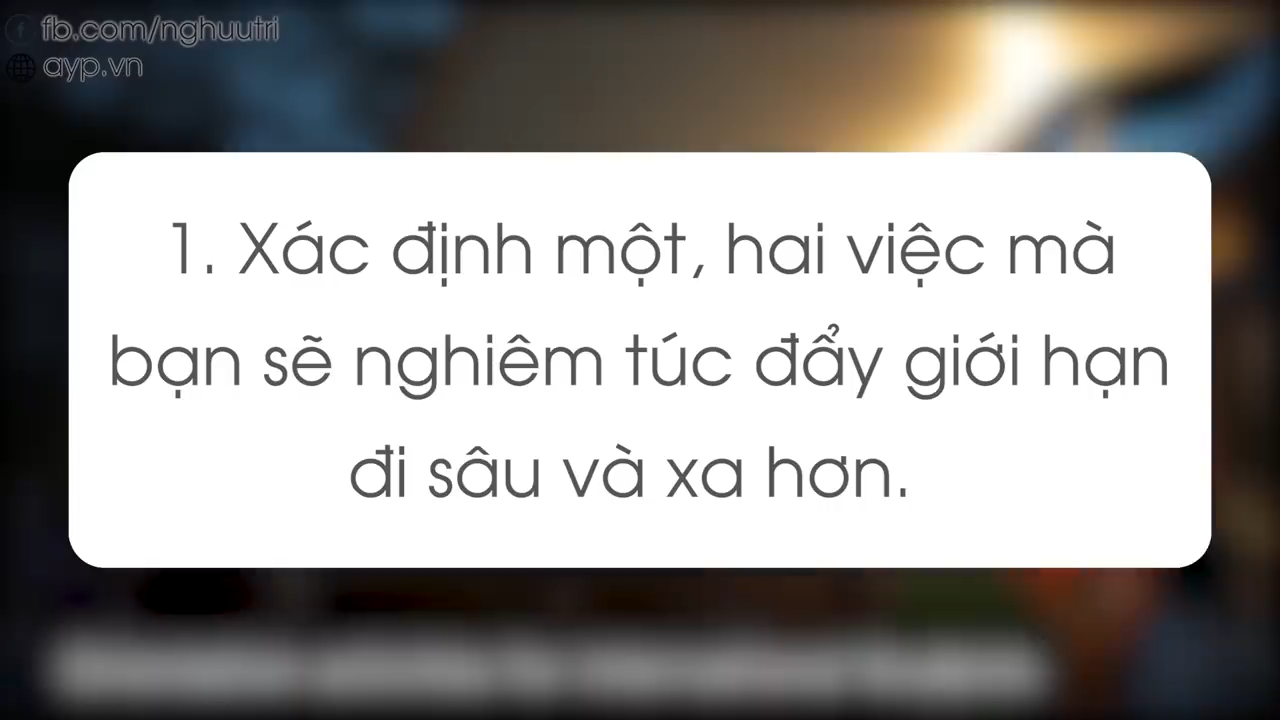 fb.com/nghuutri
ayp.vn
1. Xác định một, hai việc mà
bạn sẽ nghiêm túc đẩy giới hạn
đi sâu và xa hơn.